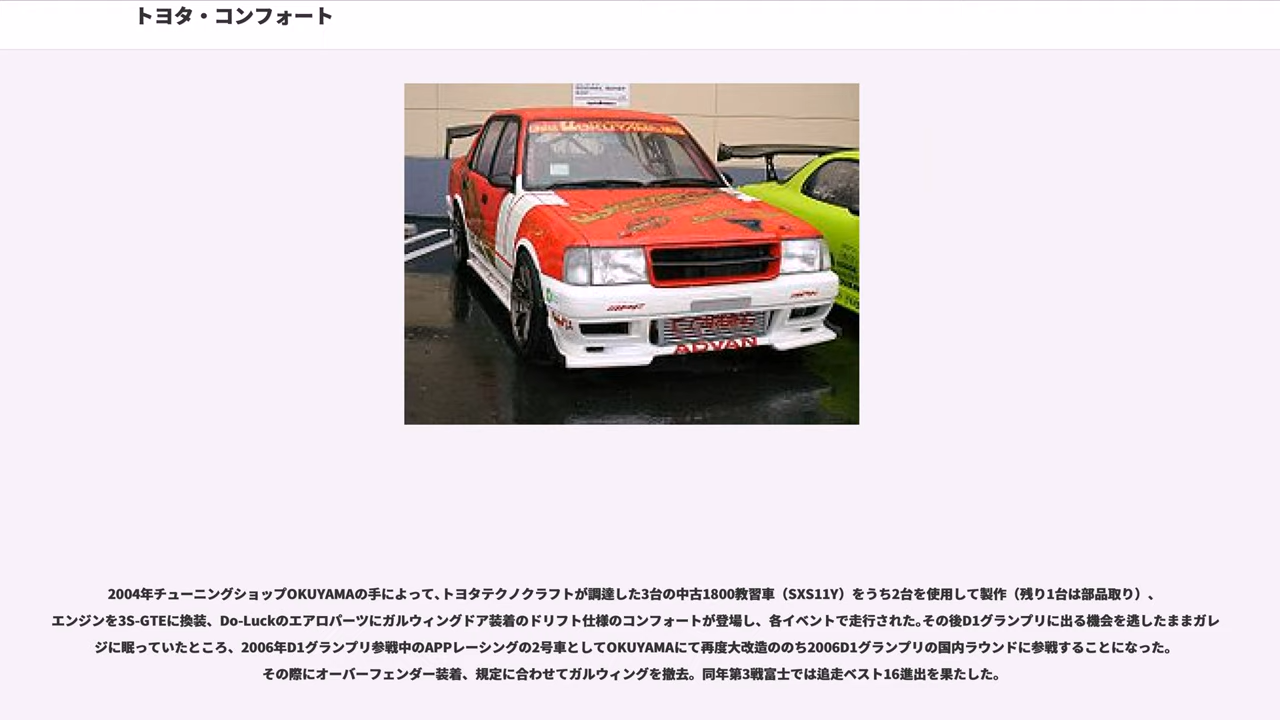 トヨタ・コンフォート
ADVAN
2004年チューニングショップOKUYAMAの手によって､トヨタテクノクラフトが調達した3台の中古1800教習車（SXS11Y）をうち2台を使用して製作（残り1台は部品取り）、
エンジンを3S-GTEに換装、Do-Luckのエアロパーツにガルウィングドア装着のドリフト仕様のコンフォートが登場し、各イベントで走行された｡その後D1グランプリに出る機会を逃したままガレ
ジに眠っていたところ、2006年D1グランプリ参戦中のAPPレーシングの2号車としてOKUYAMAにて再度大改造ののち2006D1グランプリの国内ラウンドに参戦することになった。
その際にオーバーフェンダー装着、規定に合わせてガルウィングを撤去。同年第3戦富士では追走ベスト16進出を果たした。